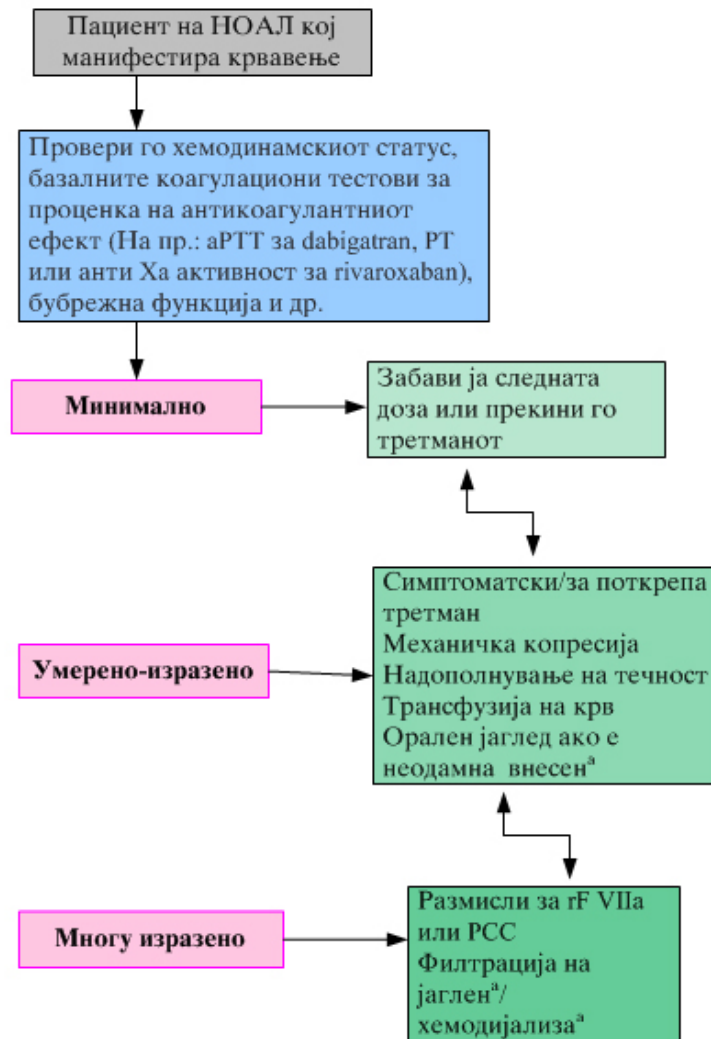 Пациент на НОАЛ кој
манифестира крвавење
Провери го хемодинамскиот статус,
базалните коагулациони тестови за
проценка на антикоагулантниот
ефект (На пр.: aPTT за dabigatran, PT
или анти Xa активност за rivaroxaban),
бубрежна функција и др.
Минимално
Забави ја следната
доза или прекини го
третманот
Умерено-изразено
Симптоматски/за поткрепа
третман
Механичка копресија
Надополнување на течност
Трансфузија на крв
Орален јаглед ако е
неодамна внесенᵃ
Многу изразено
Размисли за rF VIIa
или PCC
Филтрација на
јагленᵃ/
хемодијализаᵃ